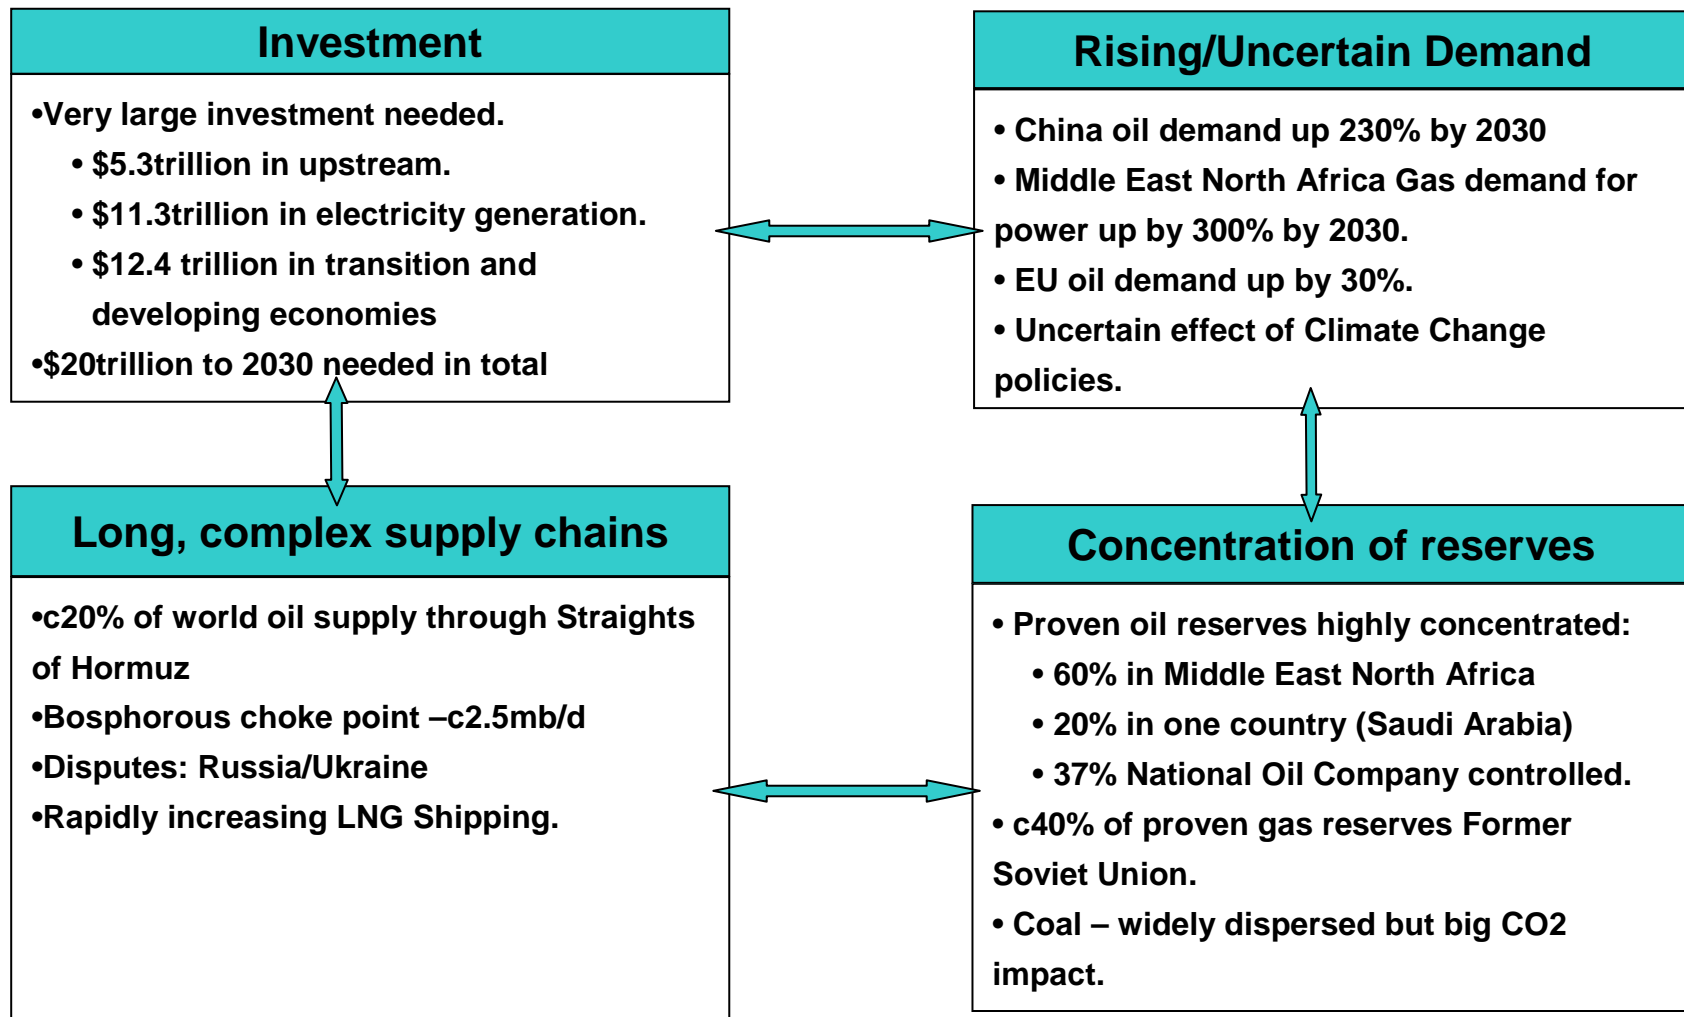 Investment
•Very large investment needed.
• $5.3trillion in upstream.
• $11.3trillion in electricity generation.
• $12.4 trillion in transition and
developing economies
•$20trillion to 2030 needed in total
Rising/Uncertain Demand
• China oil demand up 230% by 2030
• Middle East North Africa Gas demand for
power up by 300% by 2030.
• EU oil demand up by 30%.
• Uncertain effect of Climate Change
policies.
Long, complex supply chains
•c20% of world oil supply through Straights
of Hormuz
•Bosphorous choke point –c2.5mb/d
•Disputes: Russia/Ukraine
•Rapidly increasing LNG Shipping.
Concentration of reserves
• Proven oil reserves highly concentrated:
• 60% in Middle East North Africa
• 20% in one country (Saudi Arabia)
• 37% National Oil Company controlled.
• c40% of proven gas reserves Former
Soviet Union.
• Coal – widely dispersed but big CO2
impact.